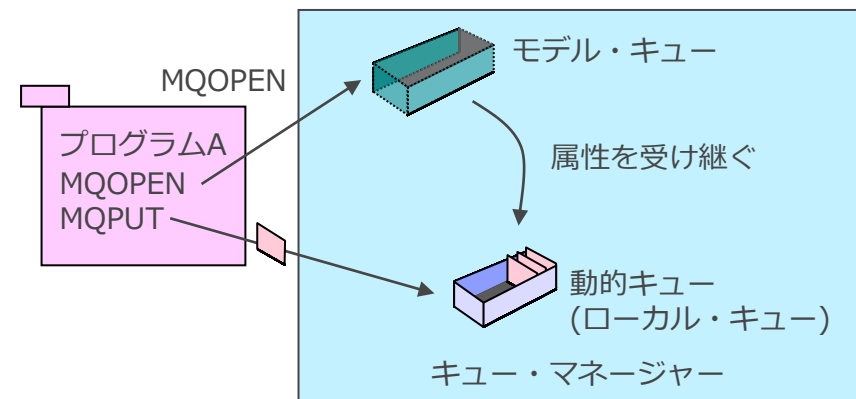 モデル・キュー
MQOPEN
プログラムA
MQOPEN
MQPUT
属性を受け継ぐ
動的キュー
(ローカル・キュー)
キュー・マネージャー